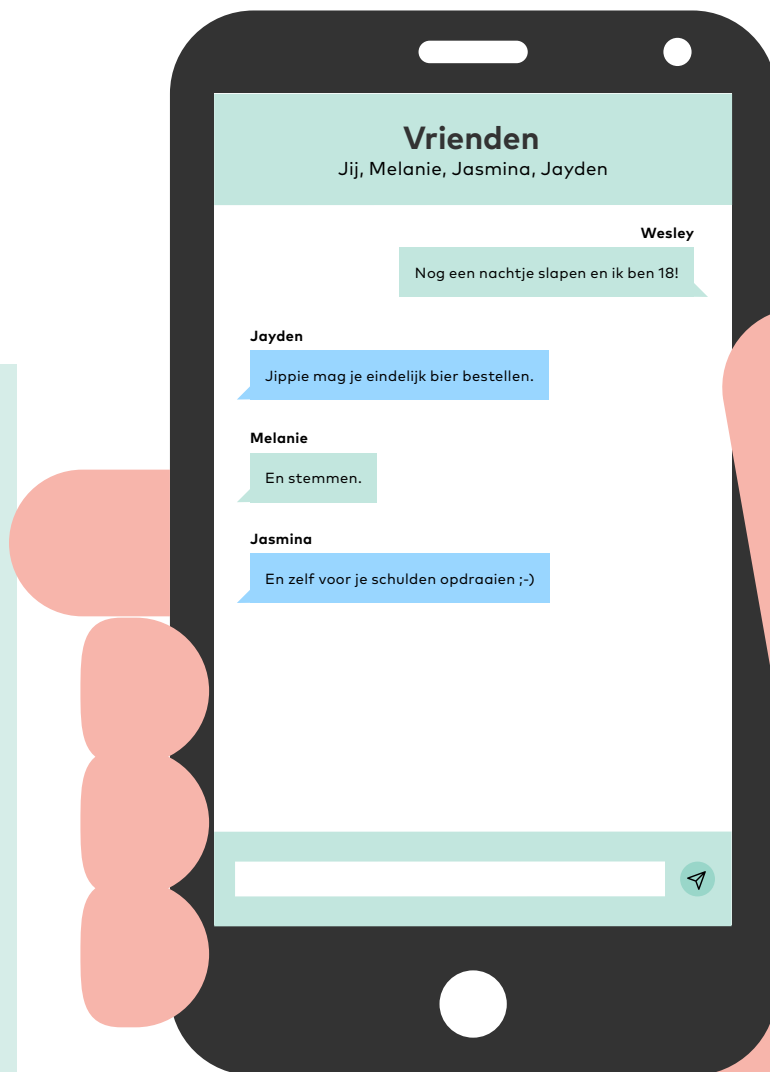 Vrienden
Jij, Melanie, Jasmina, Jayden
Wesley
Nog een nachtje slapen en ik ben 18!
Jayden
Jippie mag je eindelijk bier bestellen.
Melanie
En stemmen.
Jasmina
En zelf voor je schulden opdraaien ;-)